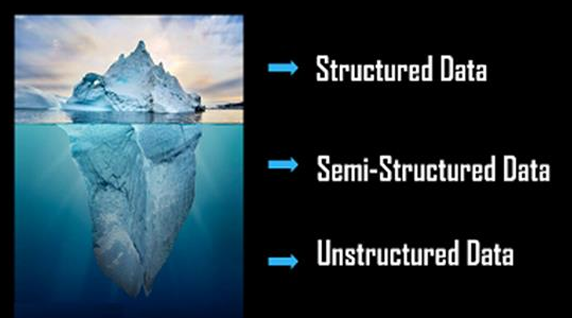 Structured Data
Semi-Structured Data
Unstructured Data